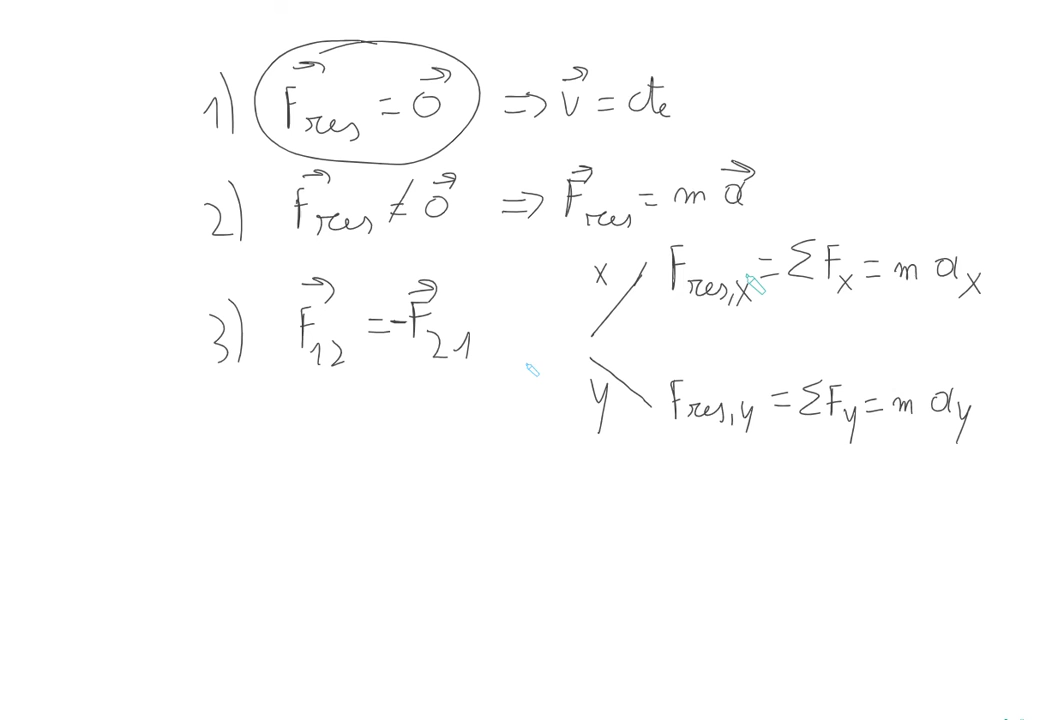 1) F⃗res = 0⃗ ⇒ v⃗ = cte
2) F⃗res ≠ 0⃗ ⇒ F⃗res = m a⃗
x Fres,x = ΣFx = m ax
3) F⃗12 = -F⃗21
y Fres,y = ΣFy = m ay